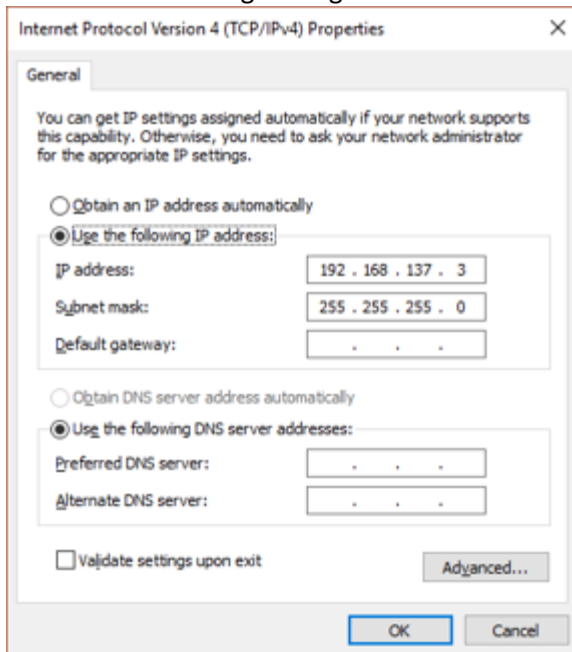 Internet Protocol Version 4 (TCP/IPv4) Properties
General
You can get IP settings assigned automatically if your network supports
this capability. Otherwise, you need to ask your network administrator
for the appropriate IP settings.
Obtain an IP address automatically
Use the following IP address:
IP address: 192 . 168 . 137 . 3
Subnet mask: 255 . 255 . 255 . 0
Default gateway: . . .
Obtain DNS server address automatically
Use the following DNS server addresses:
Preferred DNS server: . . .
Alternate DNS server: . . .
Validate settings upon exit
Advanced...
OK Cancel